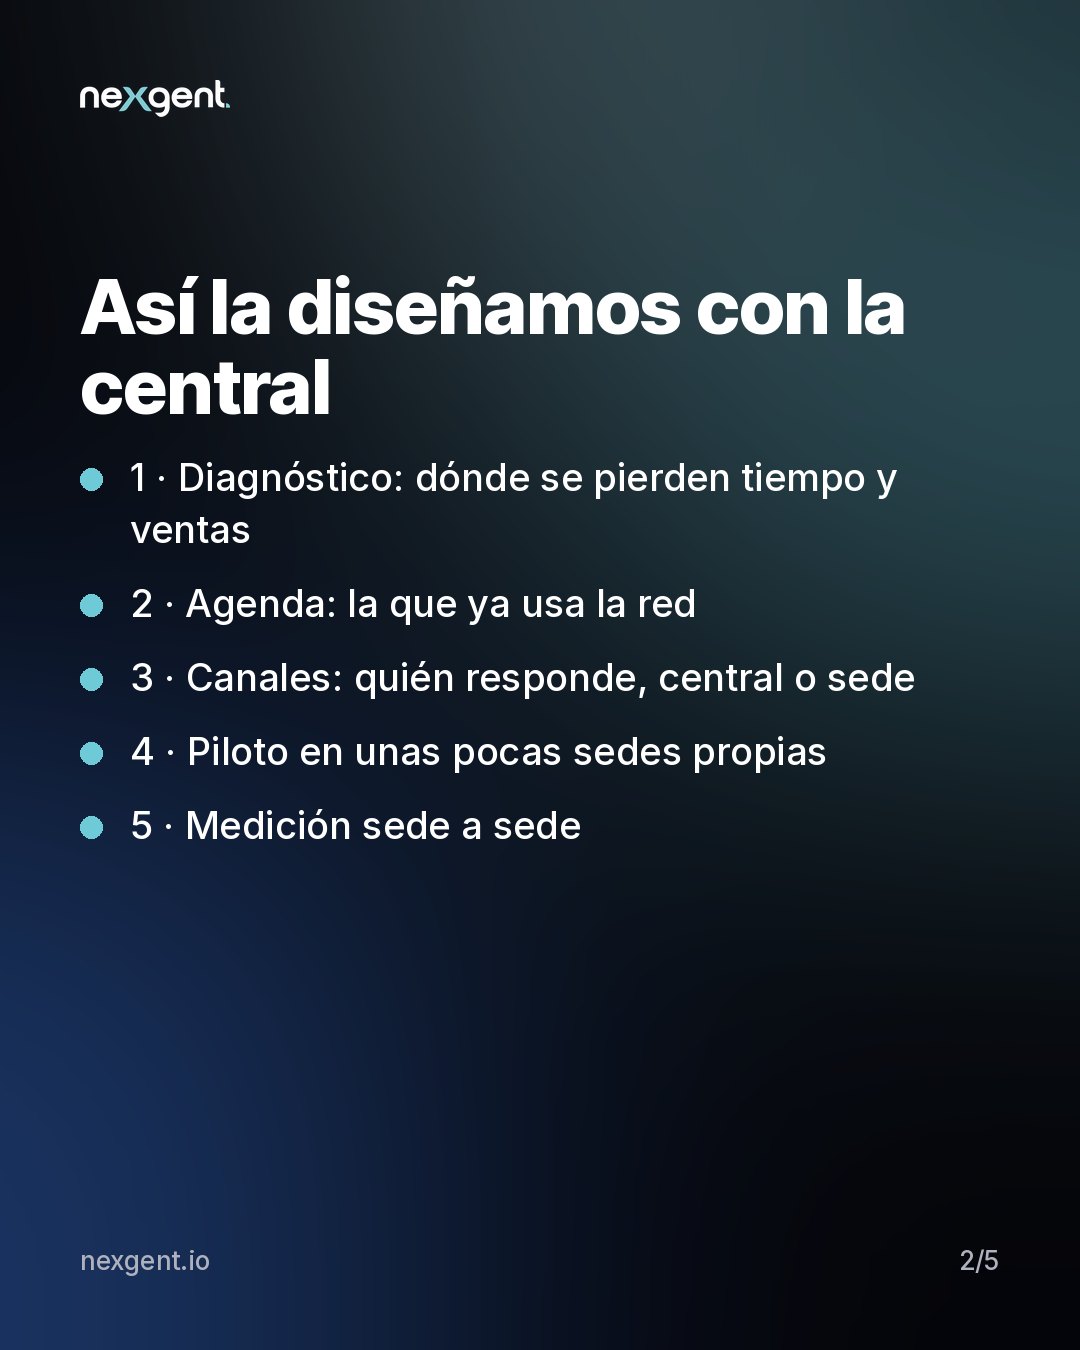 nexgent.
Así la diseñamos con la
central
1 · Diagnóstico: dónde se pierden tiempo y
ventas
2 · Agenda: la que ya usa la red
3 · Canales: quién responde, central o sede
4 · Piloto en unas pocas sedes propias
5 · Medición sede a sede
nexgent.io
2/5